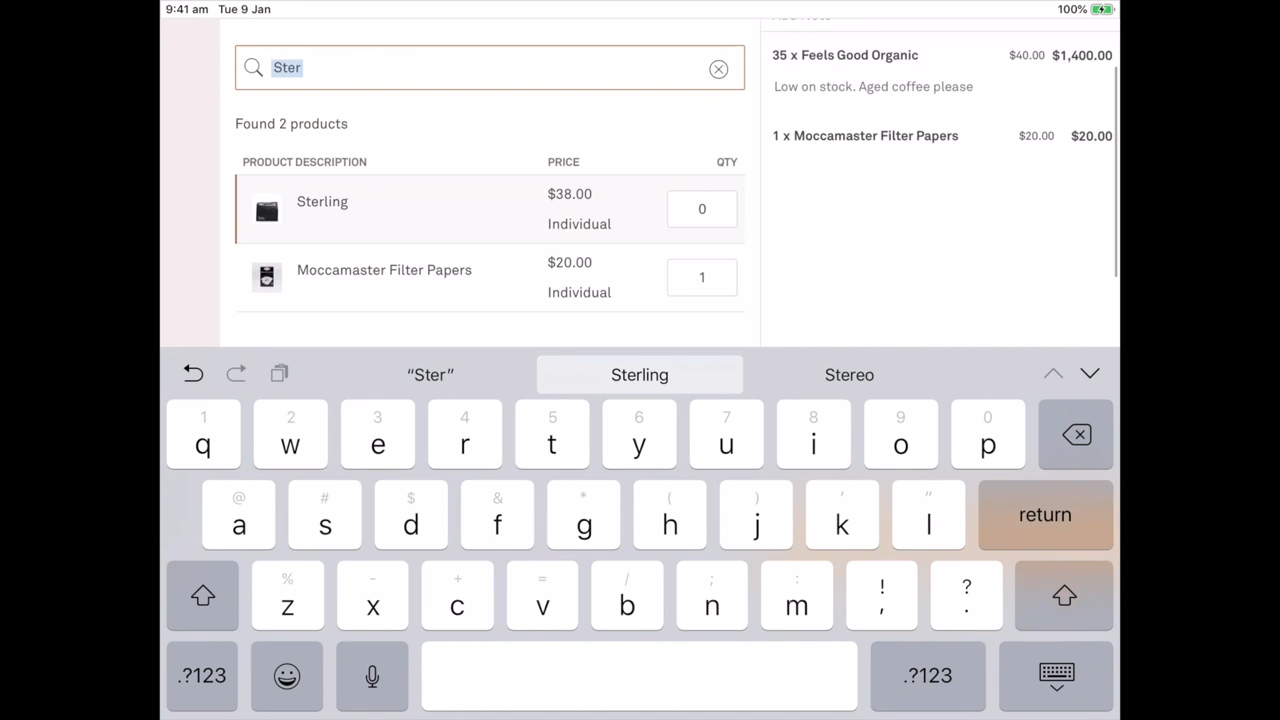 9:41 am Tue 9 Jan
100%
Ster
Found 2 products
PRODUCT DESCRIPTION PRICE QTY
Sterling $38.00 Individual 0
Moccamaster Filter Papers $20.00 Individual 1
35 x Feels Good Organic $40.00 $1,400.00
Low on stock. Aged coffee please
1 x Moccamaster Filter Papers $20.00 $20.00
“Ster” Sterling Stereo
1 2 3 4 5 6 7 8 9 0
q w e r t y u i o p
@ # $ & * ( ) ' "
a s d f g h j k l return
% - + = / ; : ! ?
z x c v b n m , .
.?123 .?123